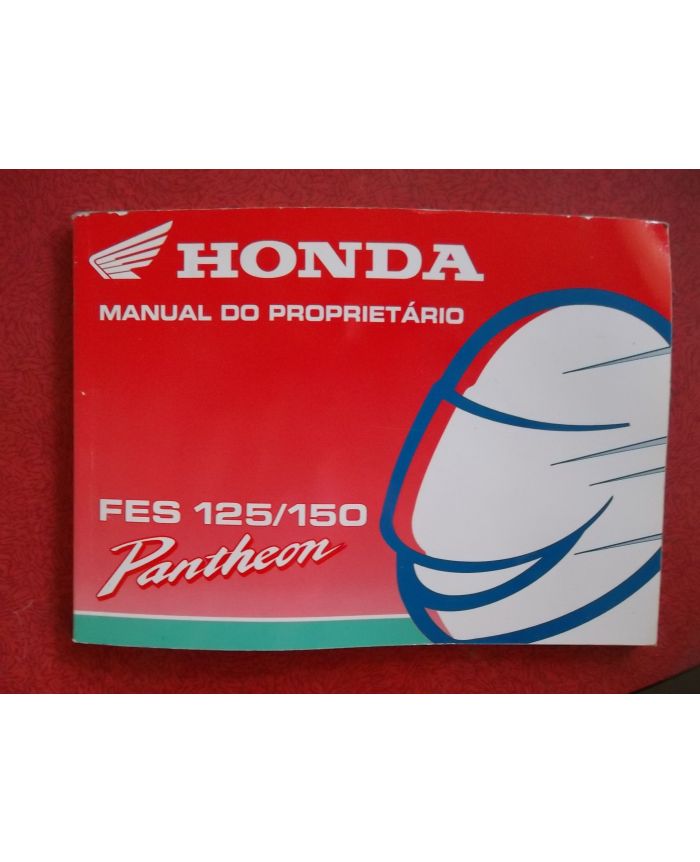 HONDA
MANUAL DO PROPRIETÁRIO
FES 125/150
Pantheon